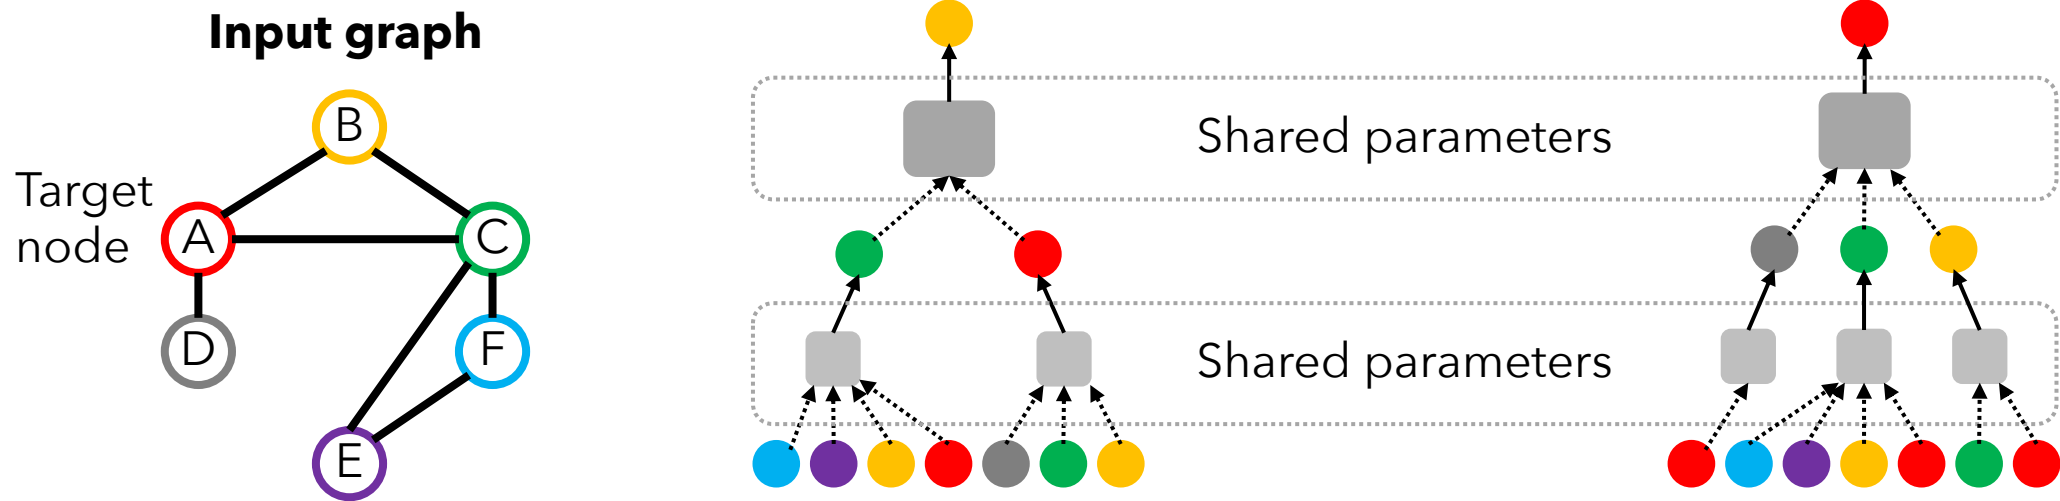 Input graph
B
Target
node
A
C
D
F
E
Shared parameters
Shared parameters